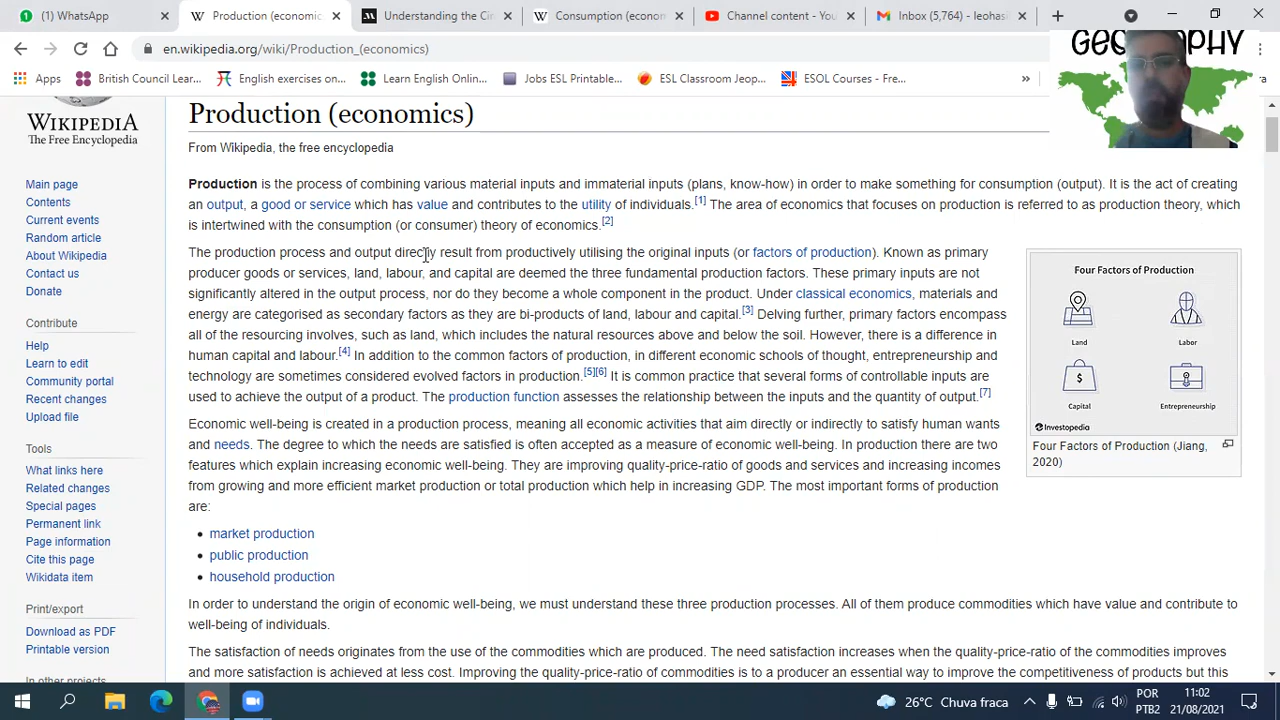 (1) WhatsApp
Production (economic
Understanding the Cir
Consumption (econon
Channel content - You
Inbox (5,764) - leohasi
en.wikipedia.org/wiki/Production_(economics)
GEOGRAPHY
Apps
British Council Lear...
English exercises on...
Learn English Onlin...
Jobs ESL Printable...
ESL Classroom Jeop...
ESOL Courses - Fre...
»
WIKIPEDIA
The Free Encyclopedia
Main page
Contents
Current events
Random article
About Wikipedia
Contact us
Donate
Contribute
Help
Learn to edit
Community portal
Recent changes
Upload file
Tools
What links here
Related changes
Special pages
Permanent link
Page information
Cite this page
Wikidata item
Print/export
Download as PDF
Printable version
In other projects
Production (economics)
From Wikipedia, the free encyclopedia
Production is the process of combining various material inputs and immaterial inputs (plans, know-how) in order to make something for consumption (output). It is the act of creating
an output, a good or service which has value and contributes to the utility of individuals.[1] The area of economics that focuses on production is referred to as production theory, which
is intertwined with the consumption (or consumer) theory of economics.[2]
The production process and output directly result from productively utilising the original inputs (or factors of production). Known as primary
producer goods or services, land, labour, and capital are deemed the three fundamental production factors. These primary inputs are not
significantly altered in the output process, nor do they become a whole component in the product. Under classical economics, materials and
energy are categorised as secondary factors as they are bi-products of land, labour and capital.[3] Delving further, primary factors encompass
all of the resourcing involves, such as land, which includes the natural resources above and below the soil. However, there is a difference in
human capital and labour.[4] In addition to the common factors of production, in different economic schools of thought, entrepreneurship and
technology are sometimes considered evolved factors in production.[5][6] It is common practice that several forms of controllable inputs are
used to achieve the output of a product. The production function assesses the relationship between the inputs and the quantity of output.[7]
Four Factors of Production
Land
Labor
$
Capital
Entrepreneurship
Investopedia
Four Factors of Production (Jiang,
2020)
Economic well-being is created in a production process, meaning all economic activities that aim directly or indirectly to satisfy human wants
and needs. The degree to which the needs are satisfied is often accepted as a measure of economic well-being. In production there are two
features which explain increasing economic well-being. They are improving quality-price-ratio of goods and services and increasing incomes
from growing and more efficient market production or total production which help in increasing GDP. The most important forms of production
are:
• market production
• public production
• household production
In order to understand the origin of economic well-being, we must understand these three production processes. All of them produce commodities which have value and contribute to
well-being of individuals.
The satisfaction of needs originates from the use of the commodities which are produced. The need satisfaction increases when the quality-price-ratio of the commodities improves
and more satisfaction is achieved at less cost. Improving the quality-price-ratio of commodities is to a producer an essential way to improve the competitiveness of products but this
26°C Chuva fraca
POR
PTB2
11:02
21/08/2021